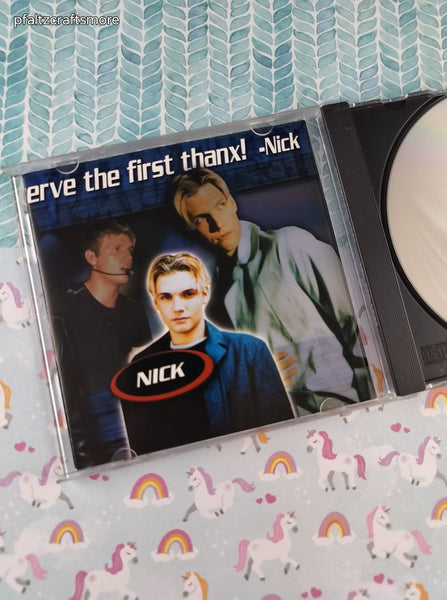 pfaltzcraftsmore
erve the first thanx! -Nick
NICK